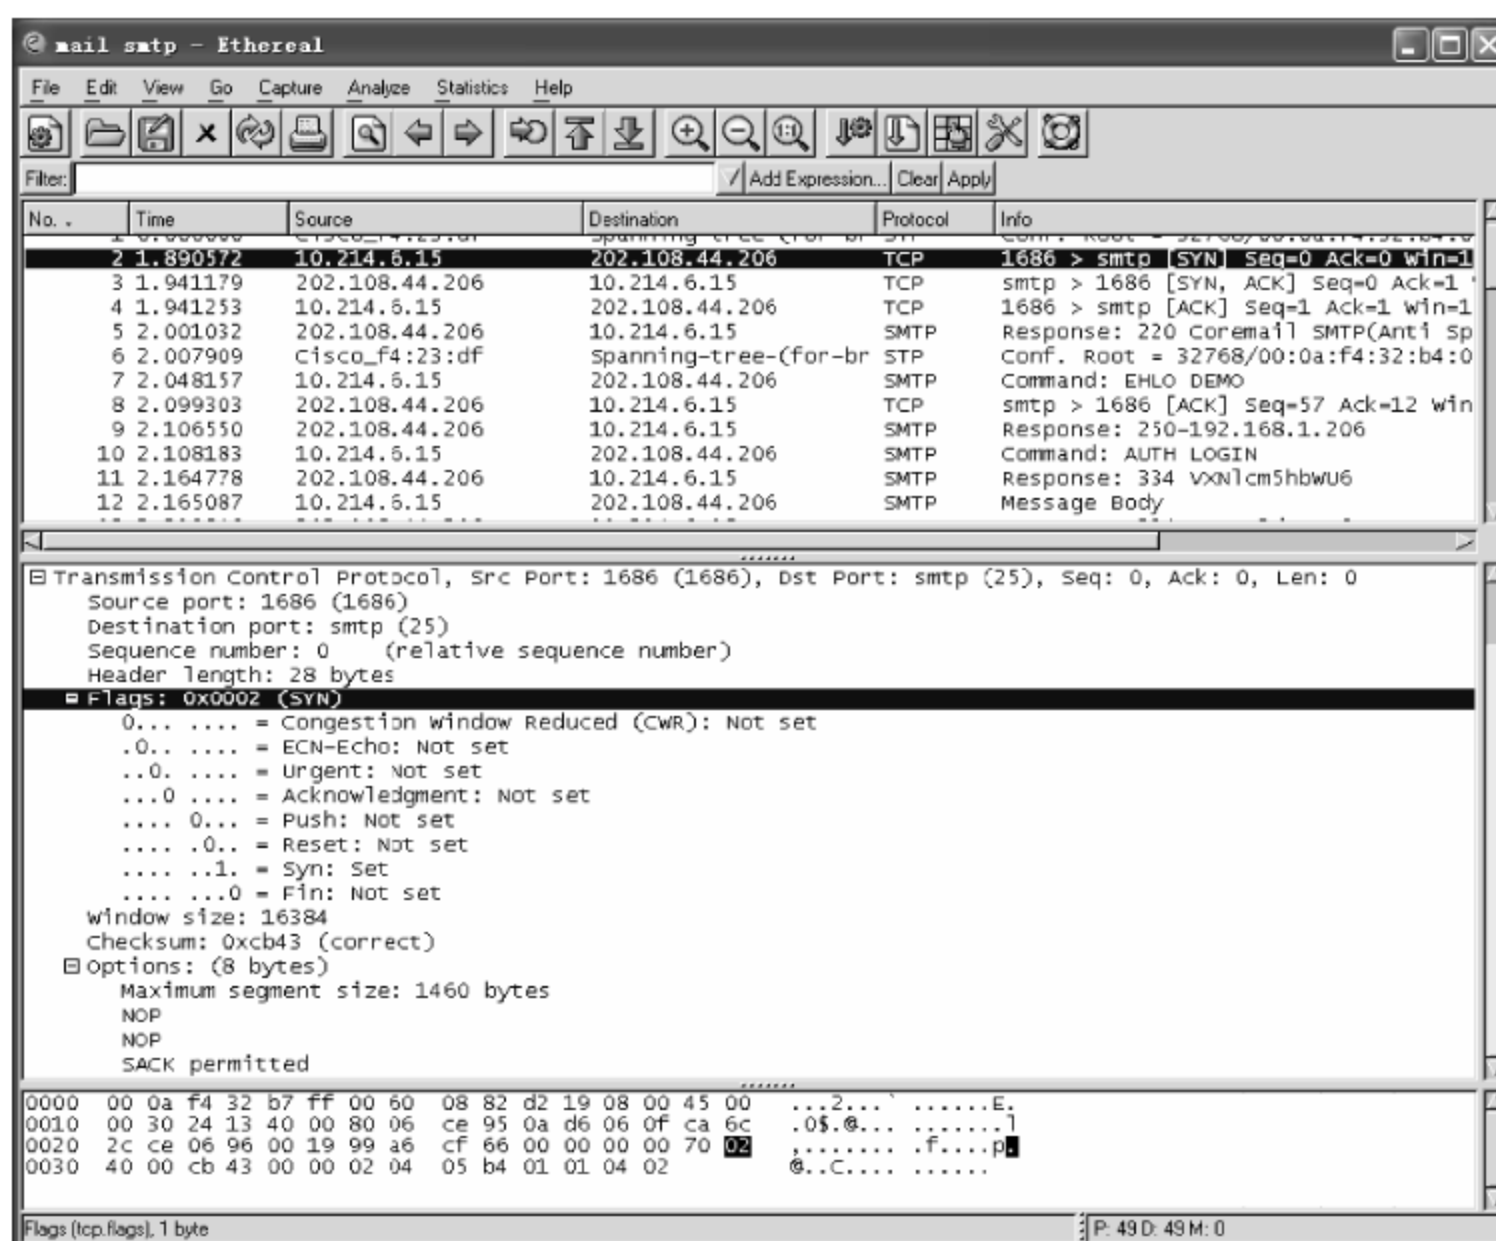 mail smtp - Ethereal
File Edit View Go Capture Analyze Statistics Help
Filter: Add Expression... Clear Apply
No. . Time Source Destination Protocol Info
2 1.890572 10.214.6.15 202.108.44.206 TCP 1686 > smtp [SYN] Seq=0 Ack=0 Win=1
3 1.941179 202.108.44.206 10.214.6.15 TCP smtp > 1686 [SYN, ACK] Seq=0 Ack=1
4 1.941253 10.214.6.15 202.108.44.206 TCP 1686 > smtp [ACK] Seq=1 Ack=1 Win=1
5 2.001032 202.108.44.206 10.214.6.15 SMTP Response: 220 Coremail SMTP(Anti Sp
6 2.007909 Cisco_f4:23:df Spanning-tree-(for-br STP Conf. Root = 32768/00:0a:f4:32:b4:0
7 2.048157 10.214.6.15 202.108.44.206 SMTP Command: EHLO DEMO
8 2.099303 202.108.44.206 10.214.6.15 TCP smtp > 1686 [ACK] Seq=57 Ack=12 Win
9 2.106550 202.108.44.206 10.214.6.15 SMTP Response: 250-192.168.1.206
10 2.108183 10.214.6.15 202.108.44.206 SMTP Command: AUTH LOGIN
11 2.164778 202.108.44.206 10.214.6.15 SMTP Response: 334 VXNlcm5hbWU6
12 2.165087 10.214.6.15 202.108.44.206 SMTP Message Body
Transmission Control Protocol, Src Port: 1686 (1686), Dst Port: smtp (25), Seq: 0, Ack: 0, Len: 0
Source port: 1686 (1686)
Destination port: smtp (25)
Sequence number: 0 (relative sequence number)
Header length: 28 bytes
Flags: 0x0002 (SYN)
0... .... = Congestion Window Reduced (CWR): Not set
.0.. .... = ECN-Echo: Not set
..0. .... = Urgent: Not set
...0 .... = Acknowledgment: Not set
.... 0... = Push: Not set
.... .0.. = Reset: Not set
.... ..1. = Syn: Set
.... ...0 = Fin: Not set
Window size: 16384
Checksum: 0xcb43 (correct)
Options: (8 bytes)
Maximum segment size: 1460 bytes
NOP
NOP
SACK permitted
0000 00 0a f4 32 b7 ff 00 60 08 82 d2 19 08 00 45 00 ...2...` ......E.
0010 00 30 24 13 40 00 80 06 ce 95 0a d6 06 0f ca 6c .0$.@... .......l
0020 2c ce 06 96 00 19 99 a6 cf 66 00 00 00 00 70 02 ,....... .f....p.
0030 40 00 cb 43 00 00 02 04 05 b4 01 01 04 02 @..C.... ......
Flags (tcp.flags), 1 byte P: 49 D: 49 M: 0